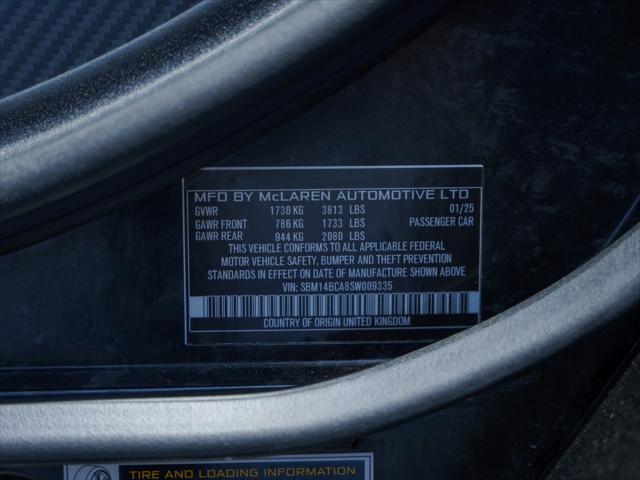 MFD BY McLAREN AUTOMOTIVE LTD
GVWR 1730 KG 3813 LBS 01/25
GAWR FRONT 786 KG 1733 LBS PASSENGER CAR
GAWR REAR 944 KG 2080 LBS
THIS VEHICLE CONFORMS TO ALL APPLICABLE FEDERAL
MOTOR VEHICLE SAFETY, BUMPER AND THEFT PREVENTION
STANDARDS IN EFFECT ON DATE OF MANUFACTURE SHOWN ABOVE
VIN: SBM14BCA8SW009335
COUNTRY OF ORIGIN UNITED KINGDOM
TIRE AND LOADING INFORMATION